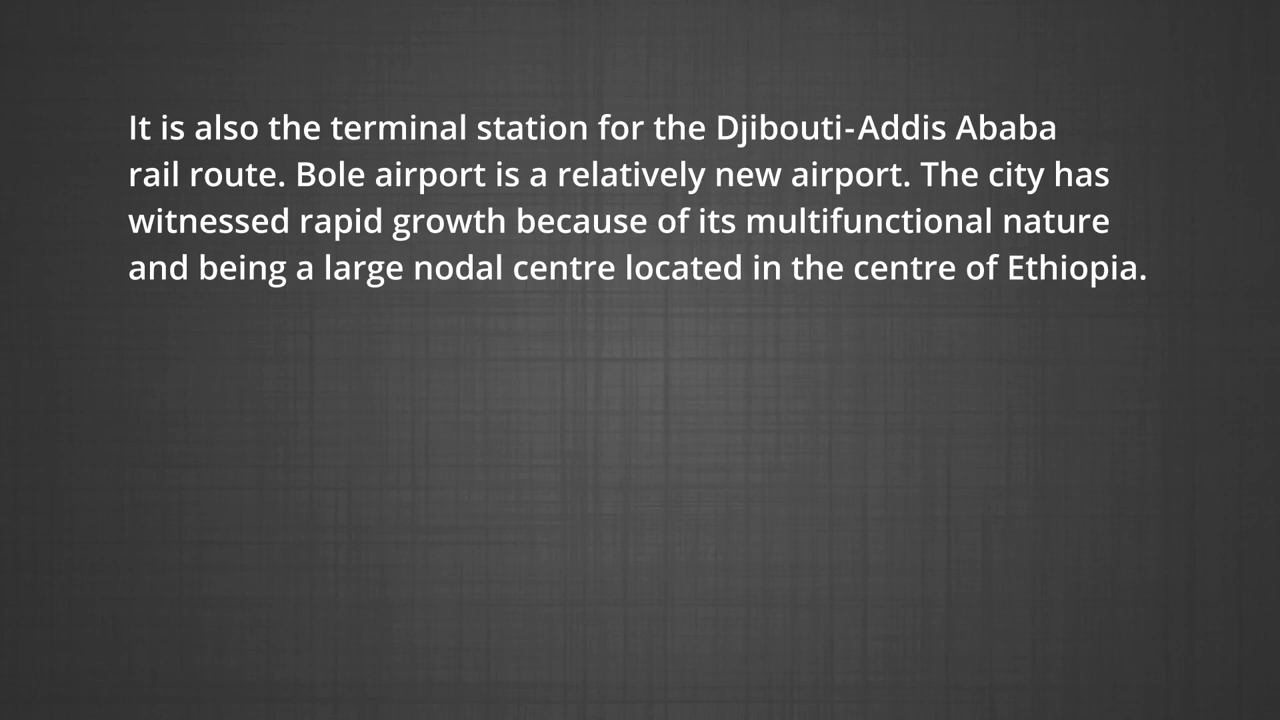 It is also the terminal station for the Djibouti-Addis Ababa
rail route. Bole airport is a relatively new airport. The city has
witnessed rapid growth because of its multifunctional nature
and being a large nodal centre located in the centre of Ethiopia.